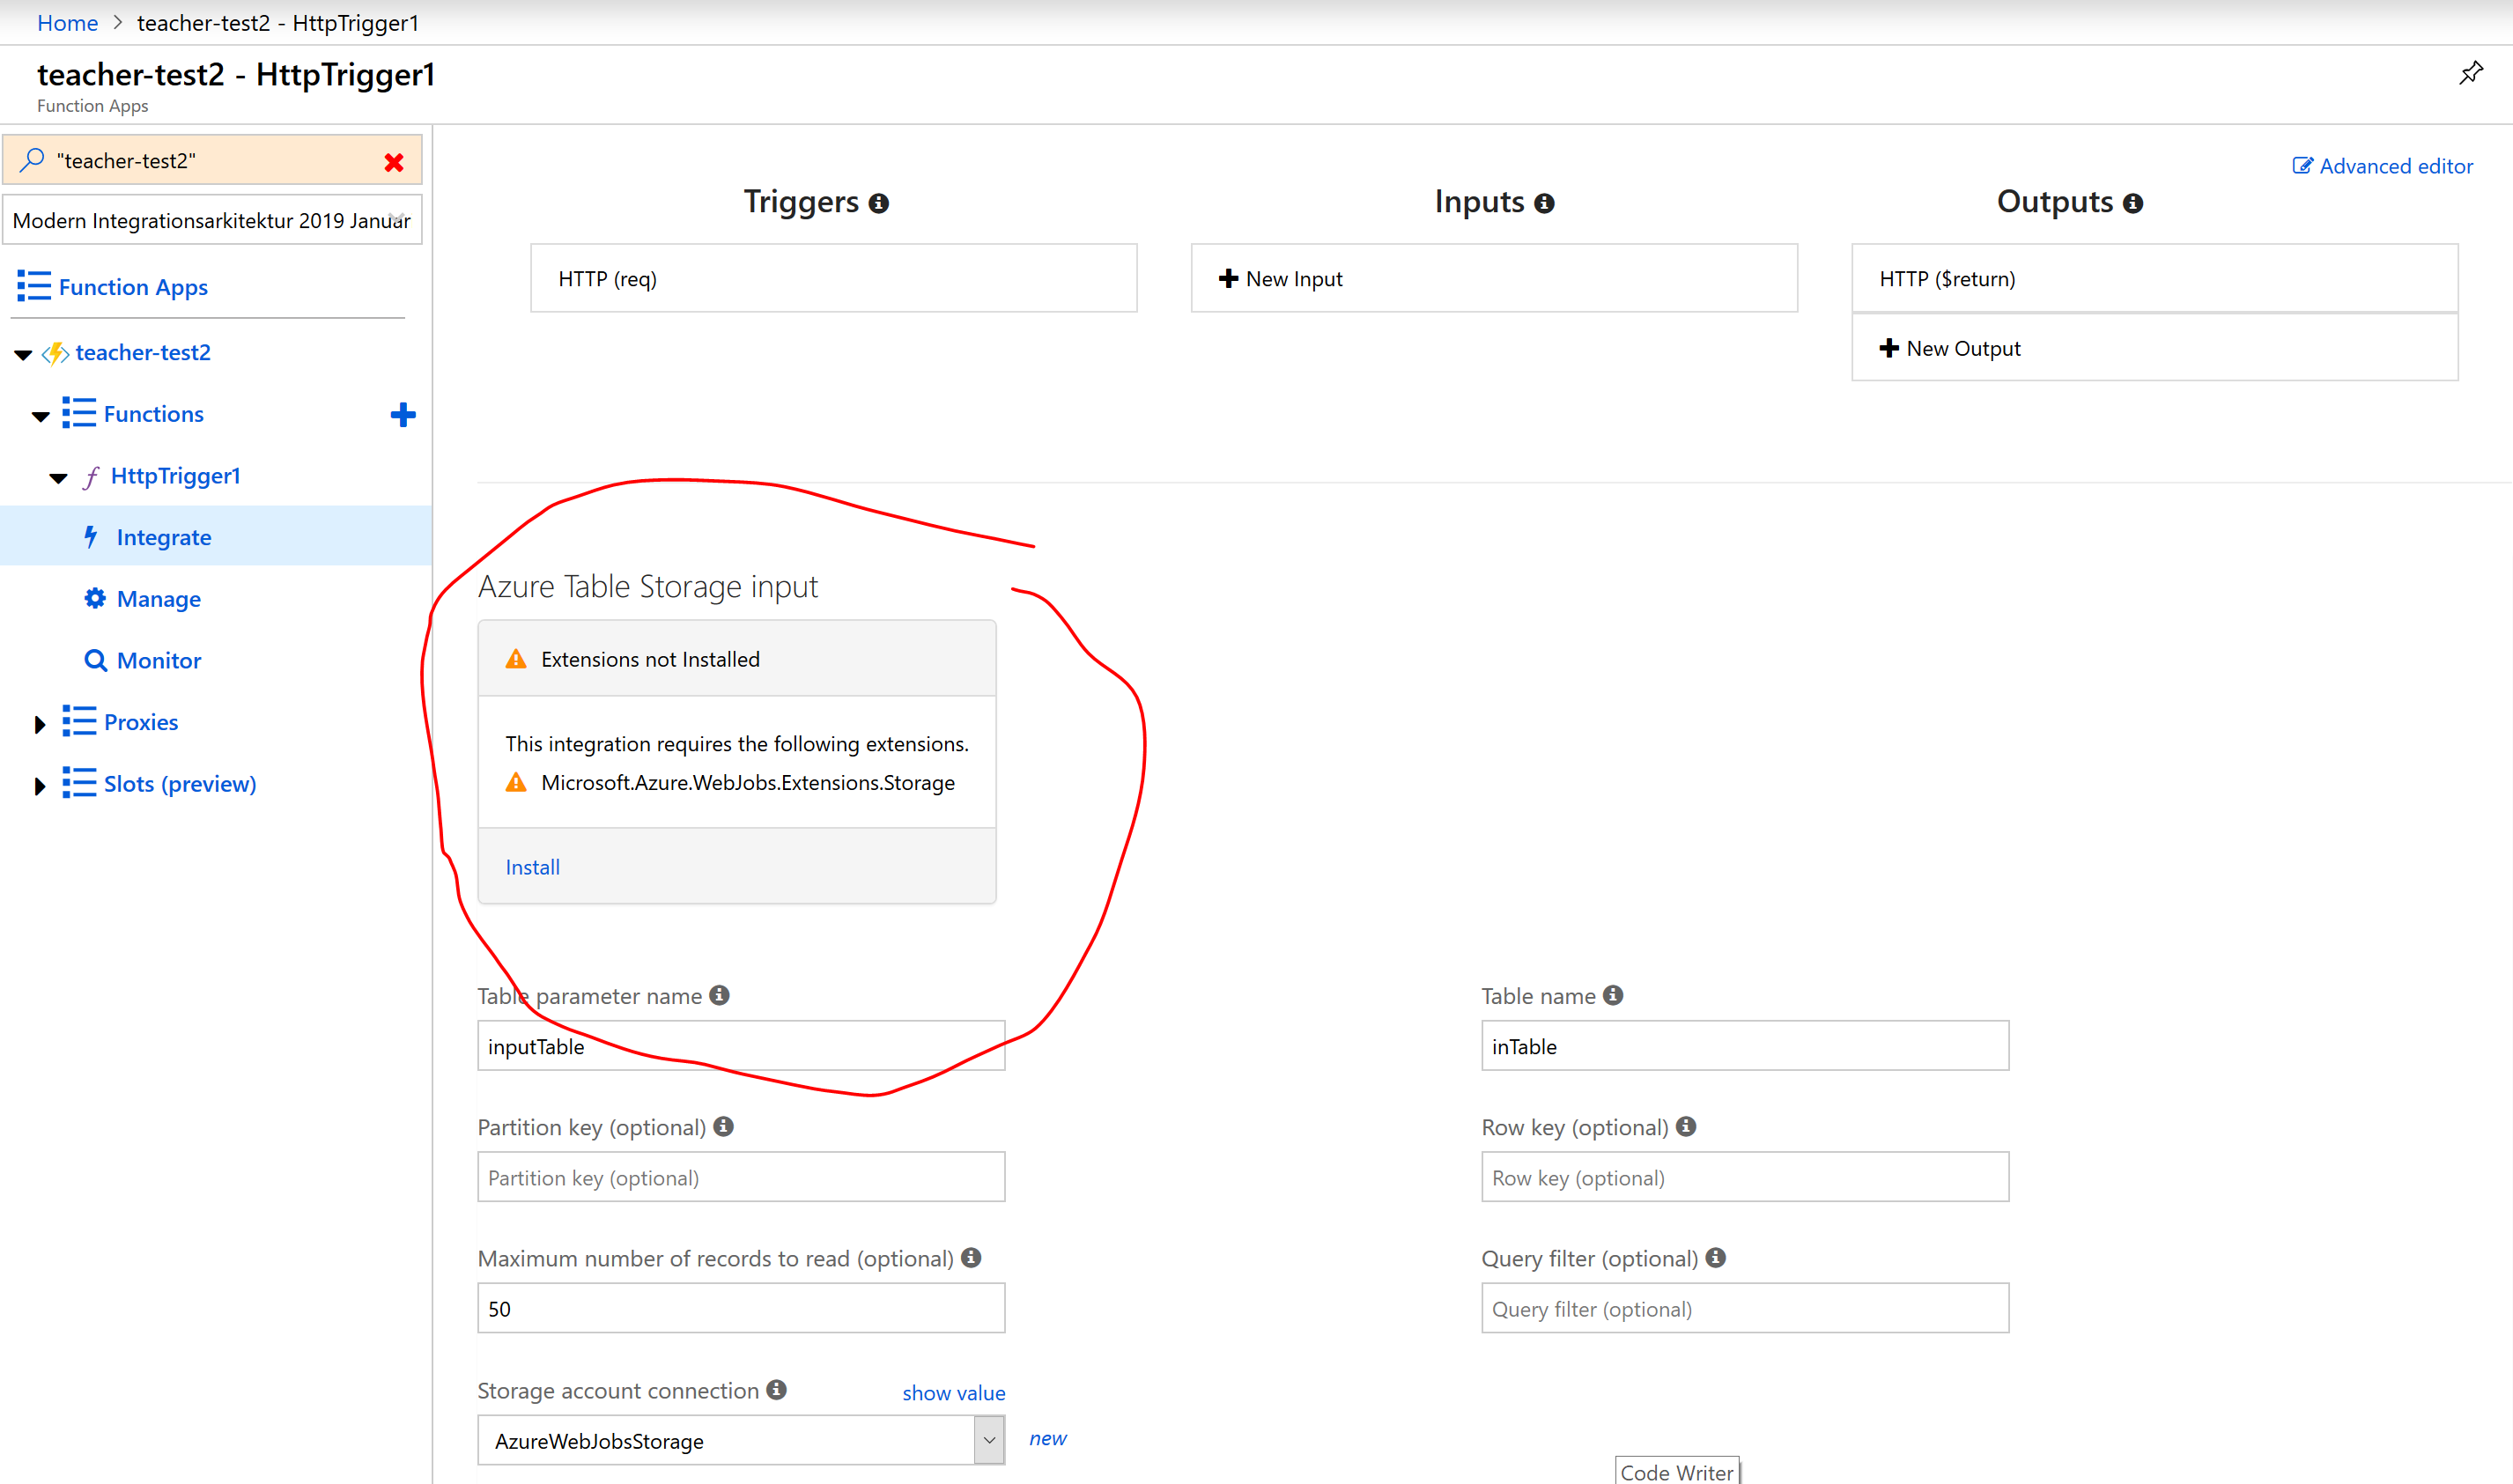 Home > teacher-test2 - HttpTrigger1
teacher-test2 - HttpTrigger1
Function Apps
"teacher-test2"
Modern Integrationsarkitektur 2019 Januar
Function Apps
teacher-test2
Functions
HttpTrigger1
Integrate
Manage
Monitor
Proxies
Slots (preview)
Advanced editor
Triggers
Inputs
Outputs
HTTP (req)
New Input
HTTP ($return)
New Output
Azure Table Storage input
Extensions not Installed
This integration requires the following extensions.
Microsoft.Azure.WebJobs.Extensions.Storage
Install
Table parameter name
inputTable
Table name
inTable
Partition key (optional)
Partition key (optional)
Row key (optional)
Row key (optional)
Maximum number of records to read (optional)
50
Query filter (optional)
Query filter (optional)
Storage account connection
show value
AzureWebJobsStorage
new
Code Writer